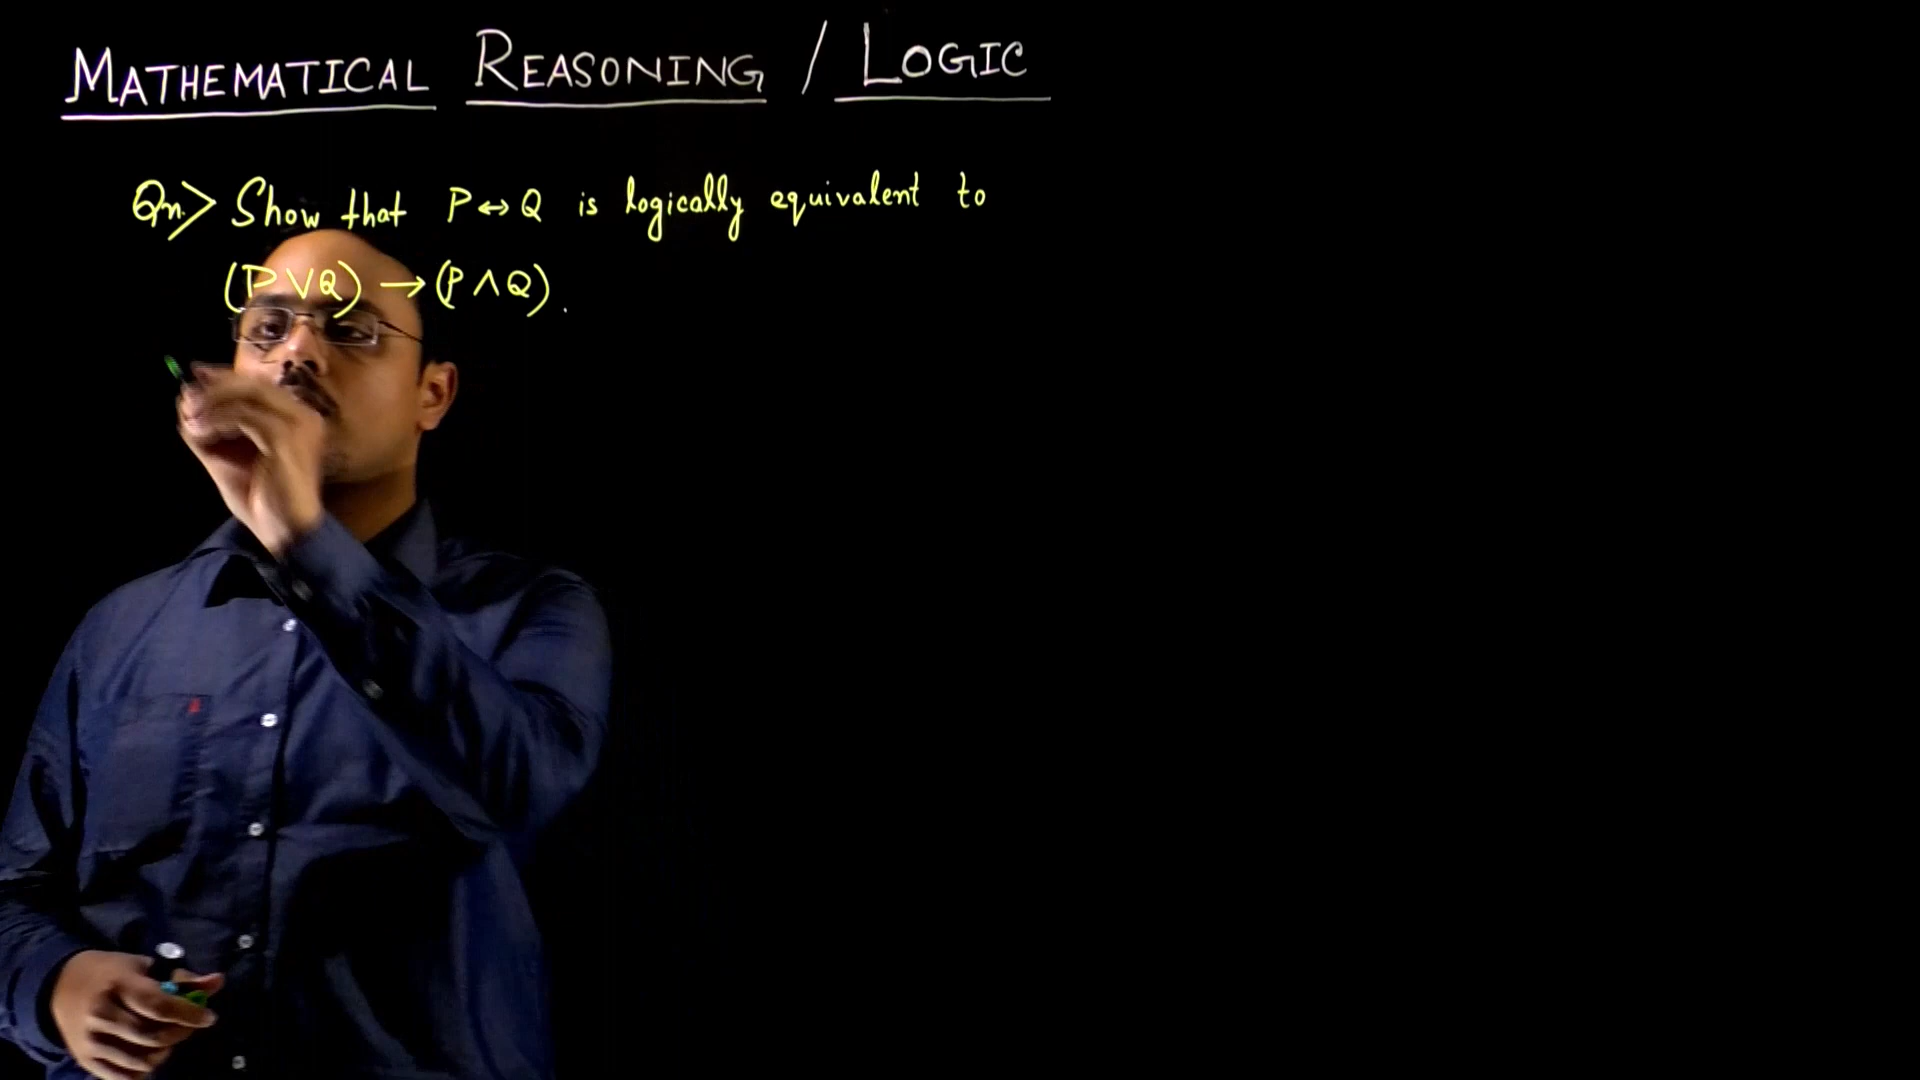 MATHEMATICAL REASONING / LOGIC
Qn.> Show that P ↔ Q is logically equivalent to
(P ∨ Q) → (P ∧ Q).